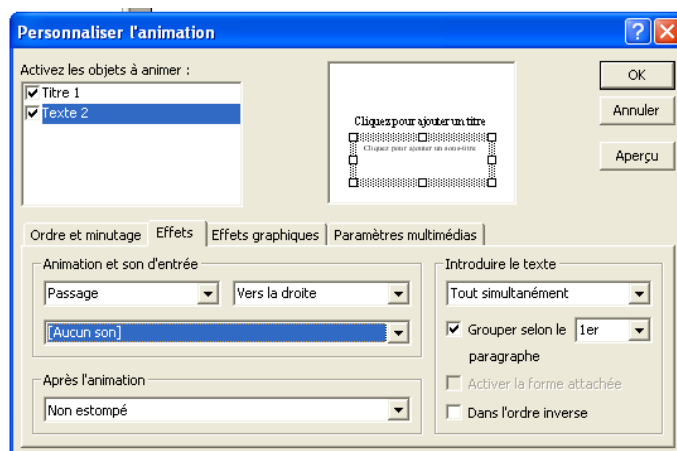 Personnaliser l'animation
Activez les objets à animer :
Titre 1
Texte 2
Cliquez pour ajouter un titre
Cliquez pour ajouter un sous-titre
OK
Annuler
Aperçu
Ordre et minutage
Effets
Effets graphiques
Paramètres multimédias
Animation et son d'entrée
Passage
Vers la droite
[Aucun son]
Après l'animation
Non estompé
Introduire le texte
Tout simultanément
Grouper selon le 1er
paragraphe
Activer la forme attachée
Dans l'ordre inverse